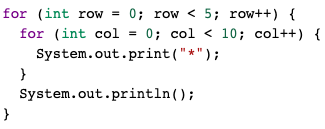 for (int row = 0; row < 5; row++) {
  for (int col = 0; col < 10; col++) {
    System.out.print("*");
  }
  System.out.println();
}